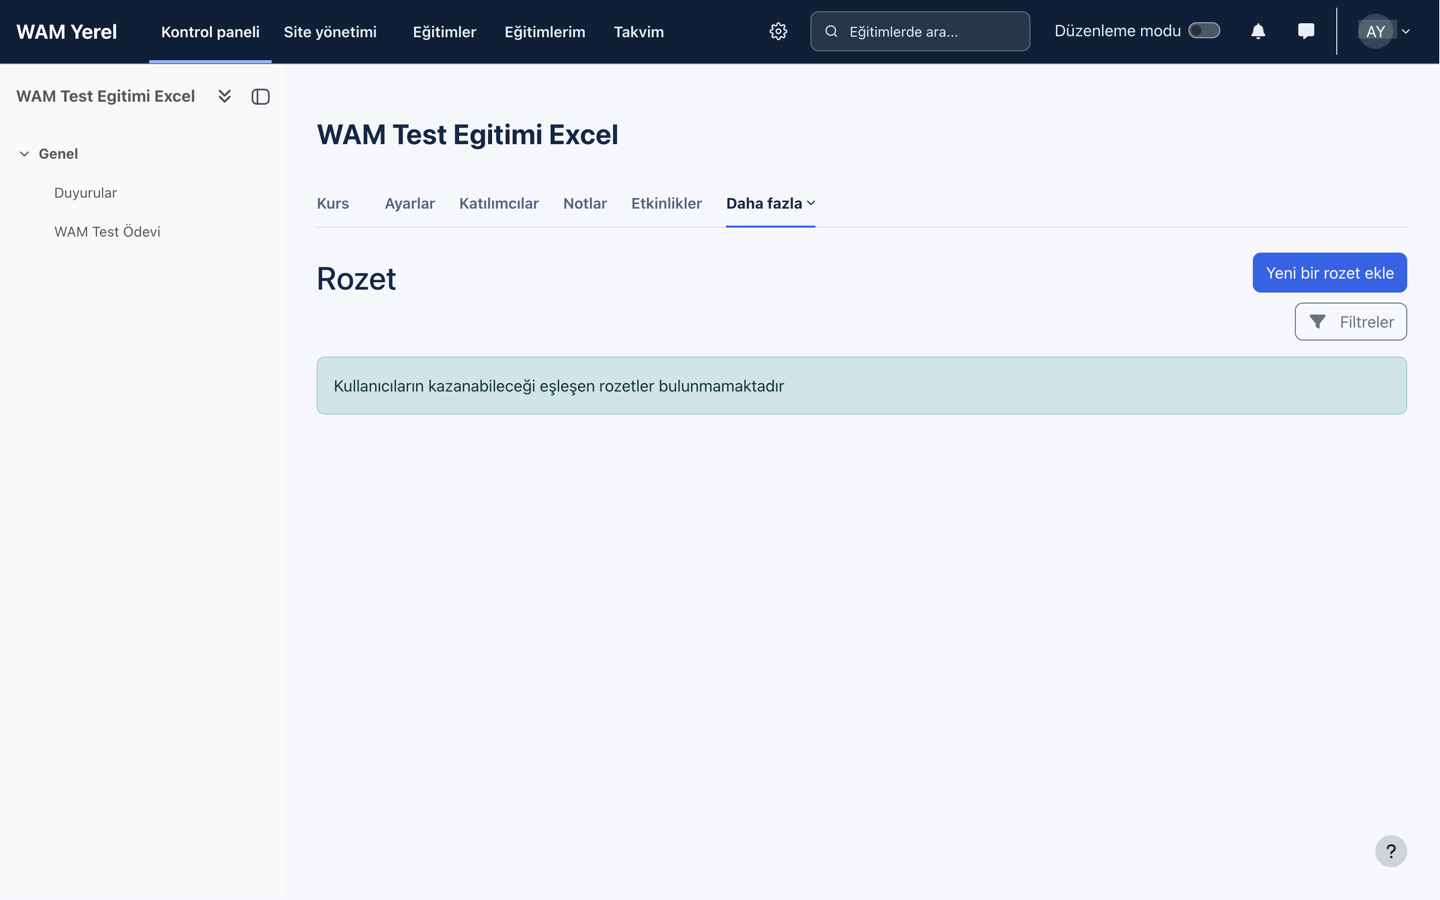 WAM Yerel
Kontrol paneli
Site yönetimi
Eğitimler
Eğitimlerim
Takvim
Eğitimlerde ara...
Düzenleme modu
AY
WAM Test Egitimi Excel
Genel
Duyurular
WAM Test Ödevi
WAM Test Egitimi Excel
Kurs
Ayarlar
Katılımcılar
Notlar
Etkinlikler
Daha fazla
Rozet
Yeni bir rozet ekle
Filtreler
Kullanıcıların kazanabileceği eşleşen rozetler bulunmamaktadır
?